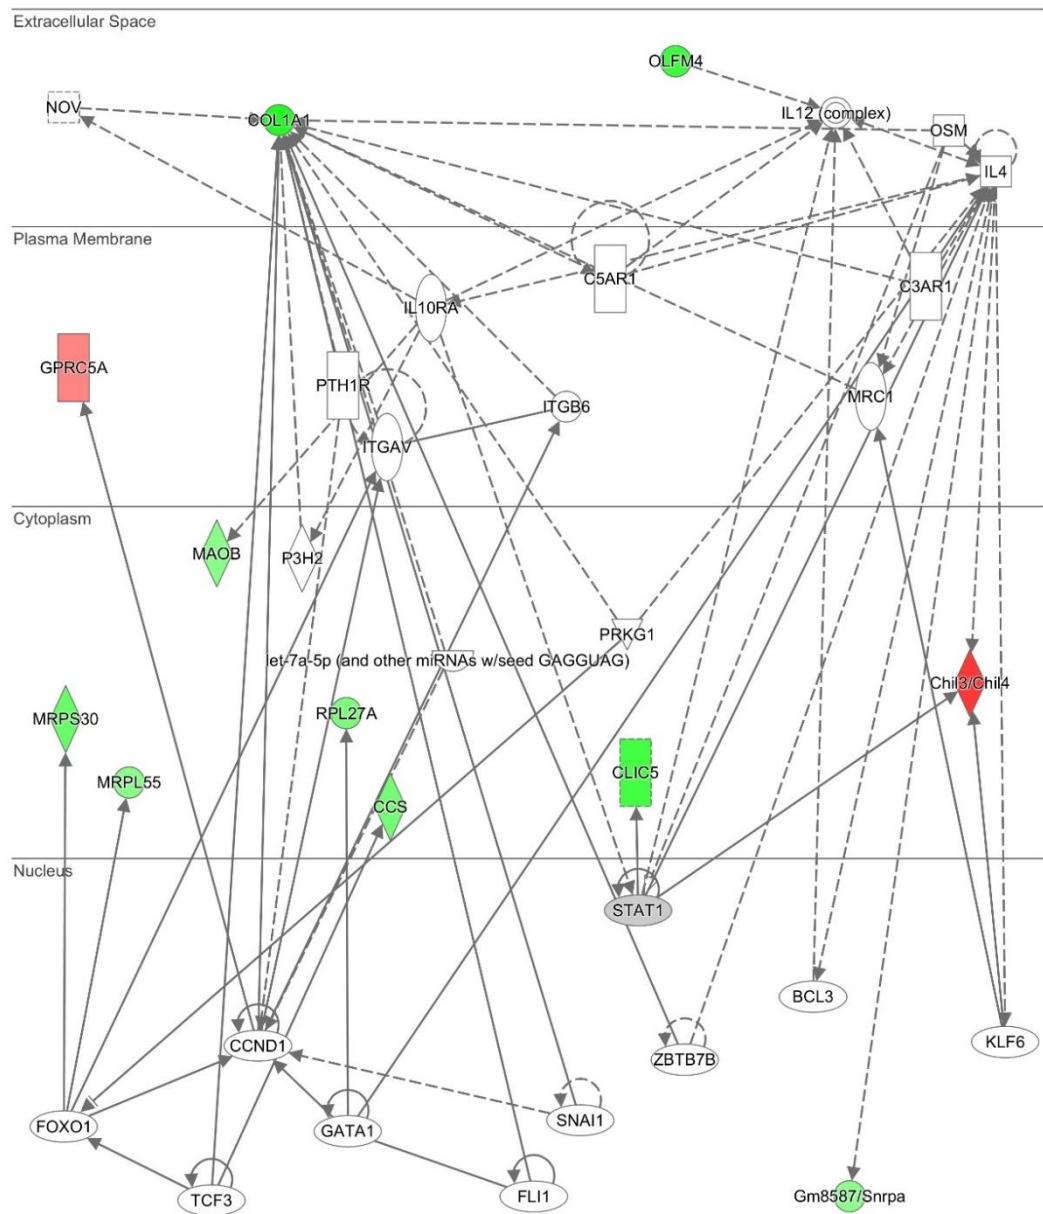 Extracellular Space
OLFM4
NOV
COL1A1
IL12 (complex)
OSM
IL4
Plasma Membrane
C5AR1
C3AR1
IL10RA
GPRC5A
PTH1R
MRC1
ITGB6
ITGAV
Cytoplasm
MAOB
P3H2
PRKG1
let-7a-5p (and other miRNAs w/seed GAGGUAG)
Chil3/Chil4
MRPS30
RPL27A
CLIC5
MRPL55
CCS
Nucleus
STAT1
BCL3
CCND1
KLF6
ZBTB7B
FOXO1
GATA1
SNAI1
TCF3
FLI1
Gm8587/Snrpa